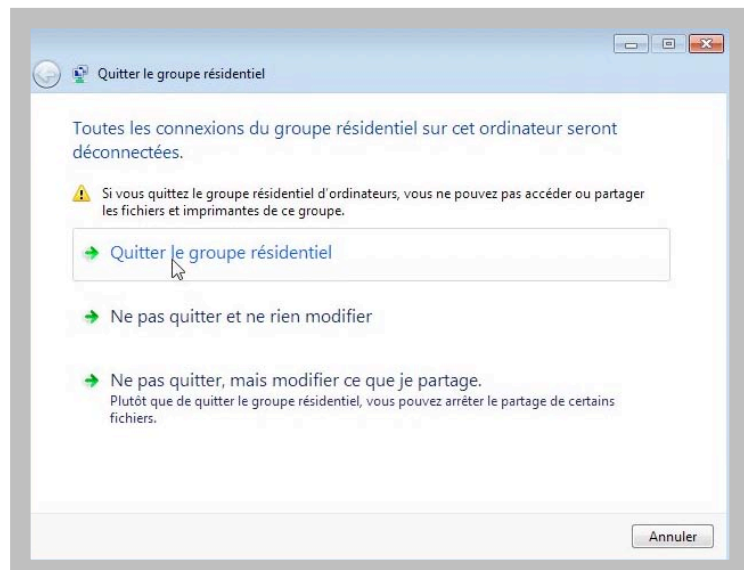 Quitter le groupe résidentiel
Toutes les connexions du groupe résidentiel sur cet ordinateur seront
déconnectées.
Si vous quittez le groupe résidentiel d'ordinateurs, vous ne pouvez pas accéder ou partager
les fichiers et imprimantes de ce groupe.
Quitter le groupe résidentiel
Ne pas quitter et ne rien modifier
Ne pas quitter, mais modifier ce que je partage.
Plutôt que de quitter le groupe résidentiel, vous pouvez arrêter le partage de certains
fichiers.
Annuler